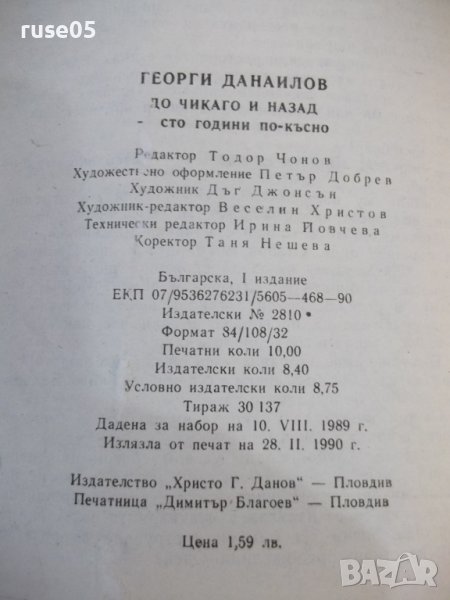 ruse05
ГЕОРГИ ДАНАИЛОВ
ДО ЧИКАГО И НАЗАД
- СТО ГОДИНИ ПО-КЪСНО
Редактор Тодор Чонов
Художествено оформление Петър Добрев
Художник Дъг Джонсън
Художник-редактор Веселин Христов
Технически редактор Ирина Йовчева
Коректор Таня Нешева
Българска, I издание
ЕКП 07/9536276231/5605—468—90
Издателски № 2810 •
Формат 84/108/32
Печатни коли 10,00
Издателски коли 8,40
Условно издателски коли 8,75
Тираж 30 137
Дадена за набор на 10. VIII. 1989 г.
Излязла от печат на 28. II. 1990 г.
Издателство „Христо Г. Данов“ — Пловдив
Печатница „Димитър Благоев“ — Пловдив
Цена 1,59 лв.
BAZAR